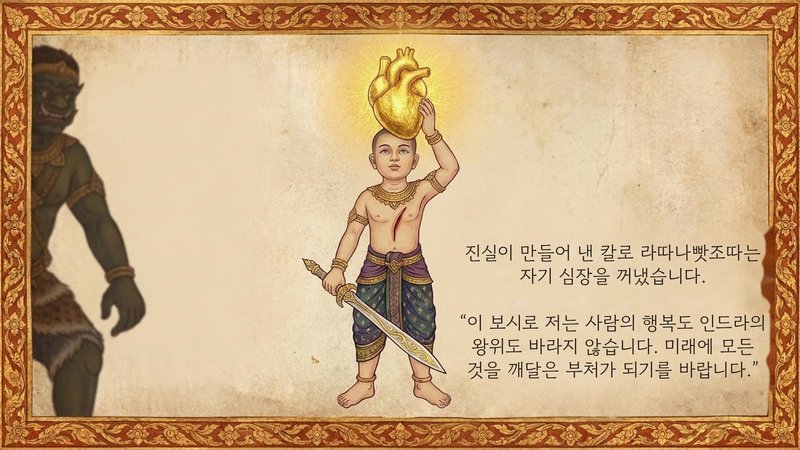 진실이 만들어 낸 칼로 라따나빳조따는
자기 심장을 꺼냈습니다.
“이 보시로 저는 사람의 행복도 인드라의
왕위도 바라지 않습니다. 미래에 모든
것을 깨달은 부처가 되기를 바랍니다.”